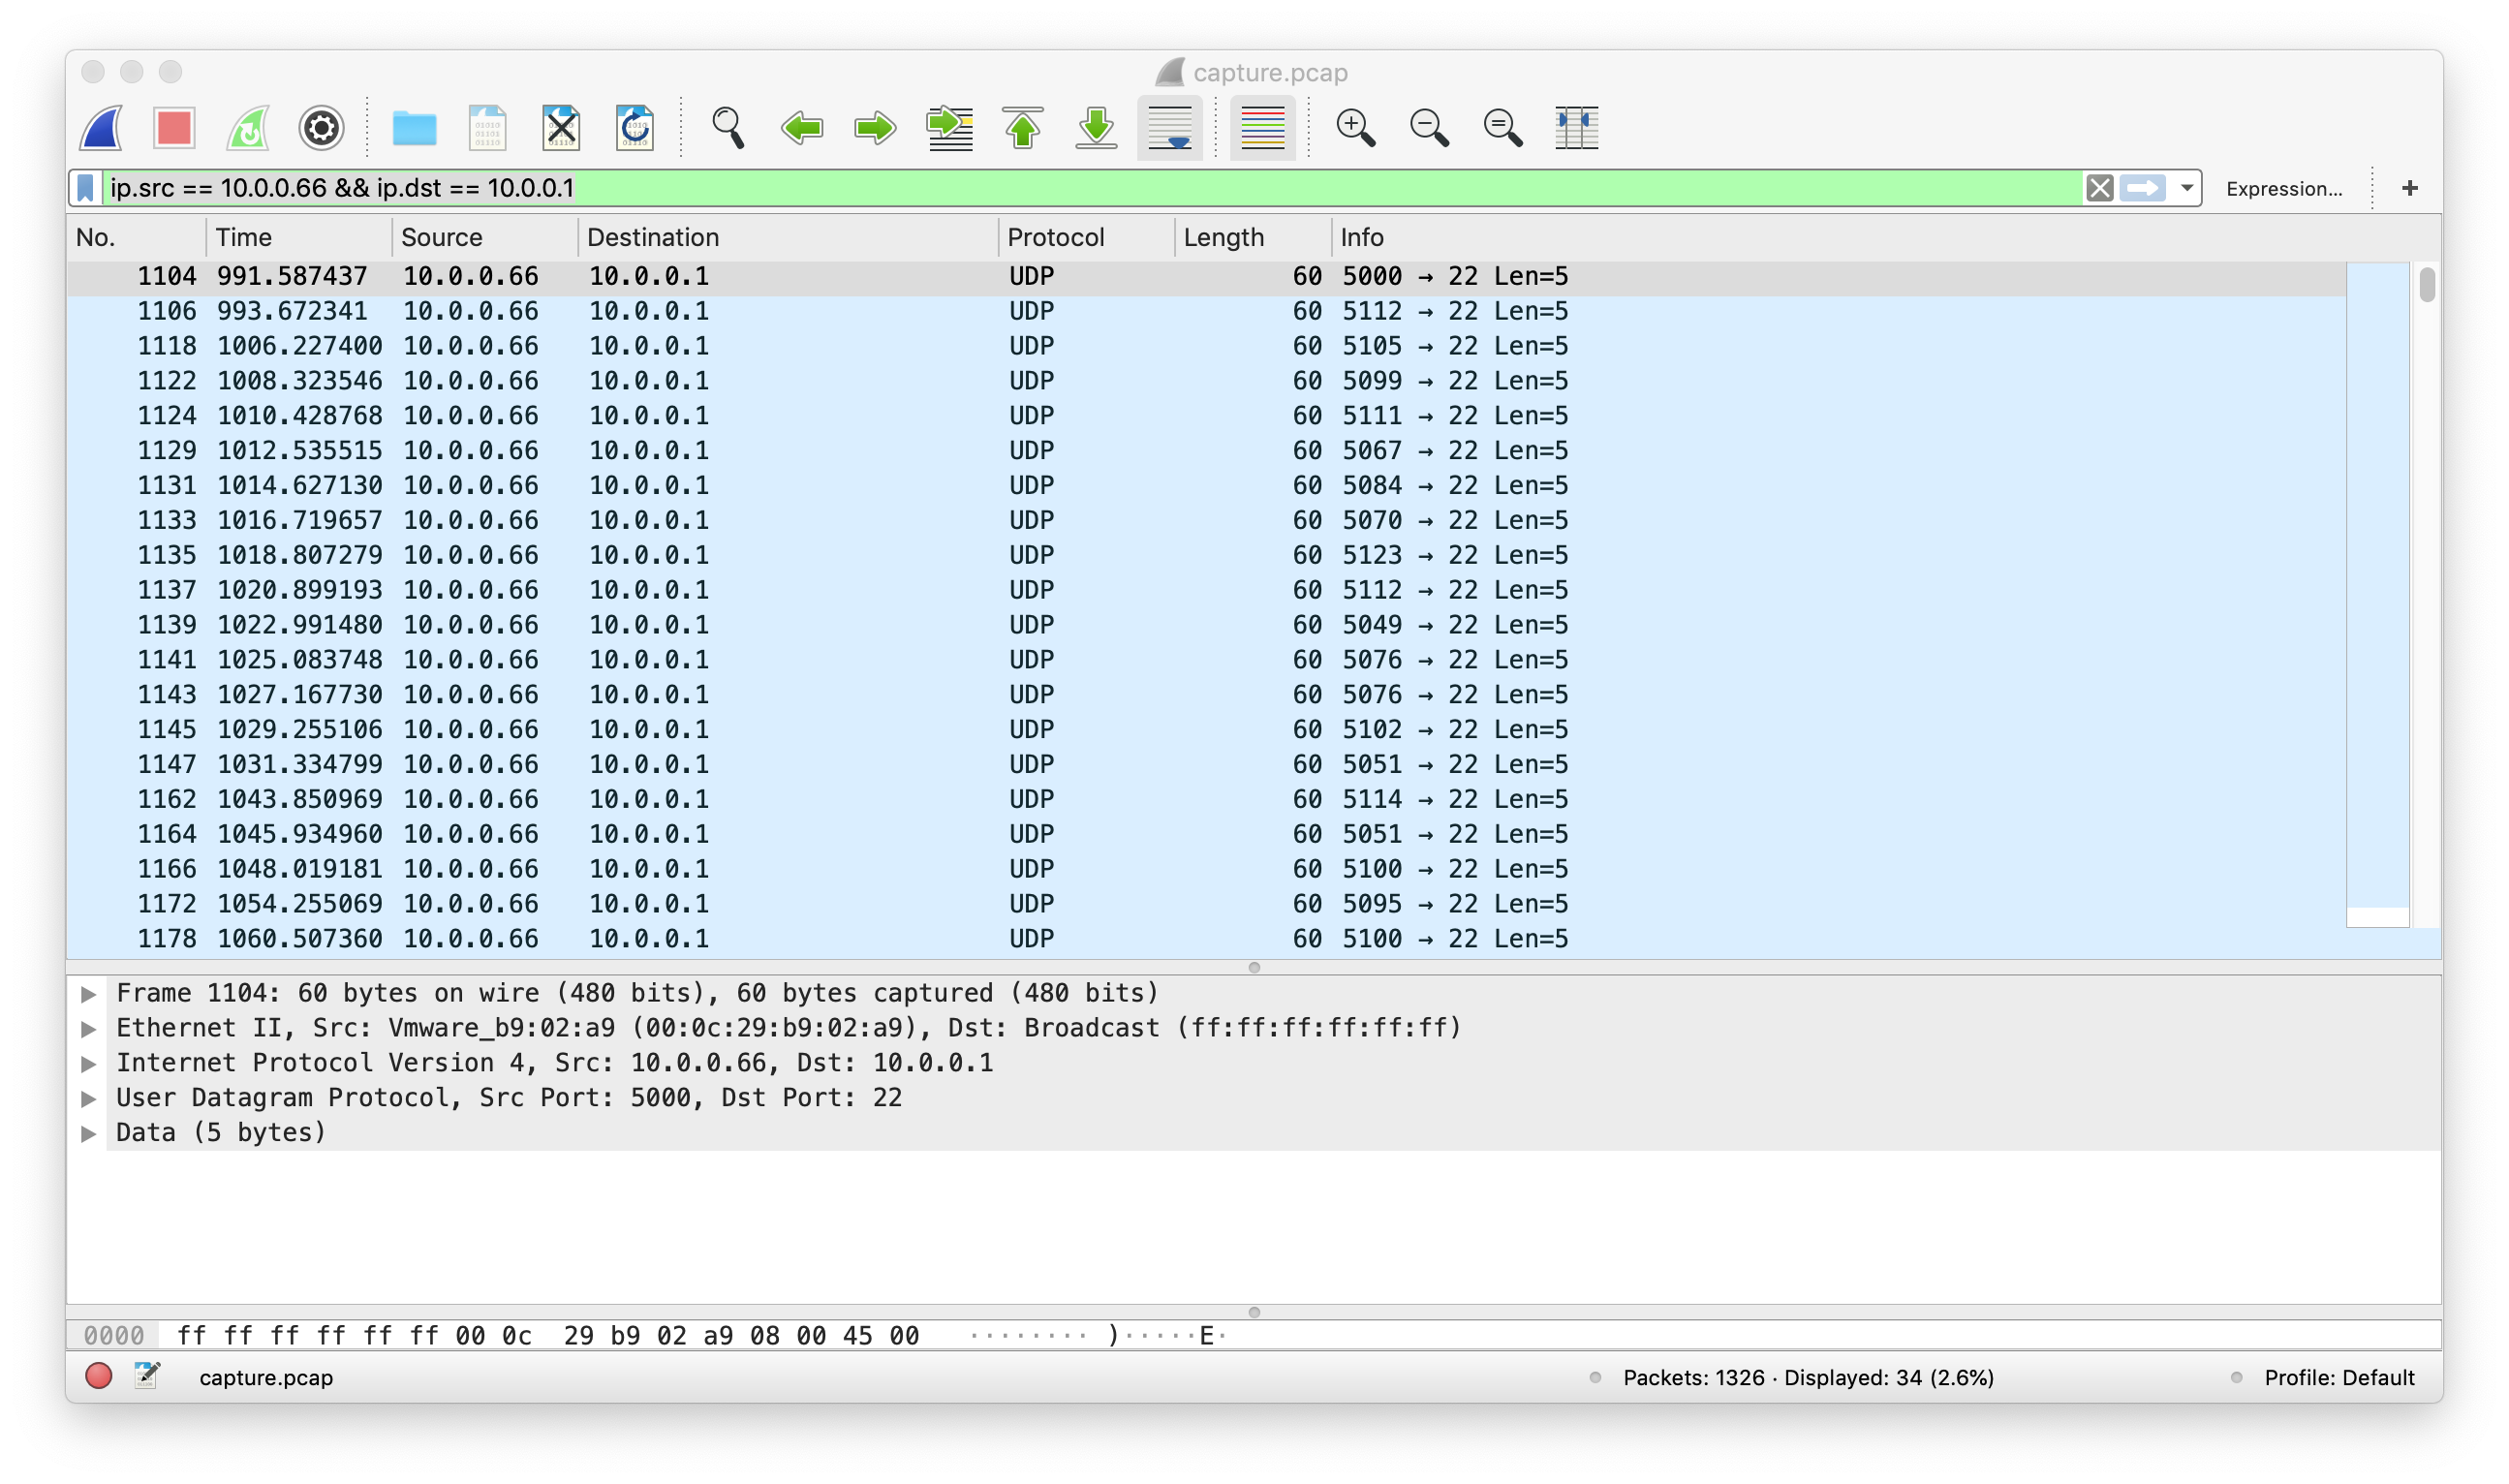 capture.pcap
ip.src == 10.0.0.66 && ip.dst == 10.0.0.1 Expression... +
No. Time Source Destination Protocol Length Info
1104 991.587437 10.0.0.66 10.0.0.1 UDP 60 5000 → 22 Len=5
1106 993.672341 10.0.0.66 10.0.0.1 UDP 60 5112 → 22 Len=5
1118 1006.227400 10.0.0.66 10.0.0.1 UDP 60 5105 → 22 Len=5
1122 1008.323546 10.0.0.66 10.0.0.1 UDP 60 5099 → 22 Len=5
1124 1010.428768 10.0.0.66 10.0.0.1 UDP 60 5111 → 22 Len=5
1129 1012.535515 10.0.0.66 10.0.0.1 UDP 60 5067 → 22 Len=5
1131 1014.627130 10.0.0.66 10.0.0.1 UDP 60 5084 → 22 Len=5
1133 1016.719657 10.0.0.66 10.0.0.1 UDP 60 5070 → 22 Len=5
1135 1018.807279 10.0.0.66 10.0.0.1 UDP 60 5123 → 22 Len=5
1137 1020.899193 10.0.0.66 10.0.0.1 UDP 60 5112 → 22 Len=5
1139 1022.991480 10.0.0.66 10.0.0.1 UDP 60 5049 → 22 Len=5
1141 1025.083748 10.0.0.66 10.0.0.1 UDP 60 5076 → 22 Len=5
1143 1027.167730 10.0.0.66 10.0.0.1 UDP 60 5076 → 22 Len=5
1145 1029.255106 10.0.0.66 10.0.0.1 UDP 60 5102 → 22 Len=5
1147 1031.334799 10.0.0.66 10.0.0.1 UDP 60 5051 → 22 Len=5
1162 1043.850969 10.0.0.66 10.0.0.1 UDP 60 5114 → 22 Len=5
1164 1045.934960 10.0.0.66 10.0.0.1 UDP 60 5051 → 22 Len=5
1166 1048.019181 10.0.0.66 10.0.0.1 UDP 60 5100 → 22 Len=5
1172 1054.255069 10.0.0.66 10.0.0.1 UDP 60 5095 → 22 Len=5
1178 1060.507360 10.0.0.66 10.0.0.1 UDP 60 5100 → 22 Len=5
Frame 1104: 60 bytes on wire (480 bits), 60 bytes captured (480 bits)
Ethernet II, Src: Vmware_b9:02:a9 (00:0c:29:b9:02:a9), Dst: Broadcast (ff:ff:ff:ff:ff:ff)
Internet Protocol Version 4, Src: 10.0.0.66, Dst: 10.0.0.1
User Datagram Protocol, Src Port: 5000, Dst Port: 22
Data (5 bytes)
0000 ff ff ff ff ff ff 00 0c 29 b9 02 a9 08 00 45 00 ········ )·····E·
capture.pcap Packets: 1326 · Displayed: 34 (2.6%) Profile: Default